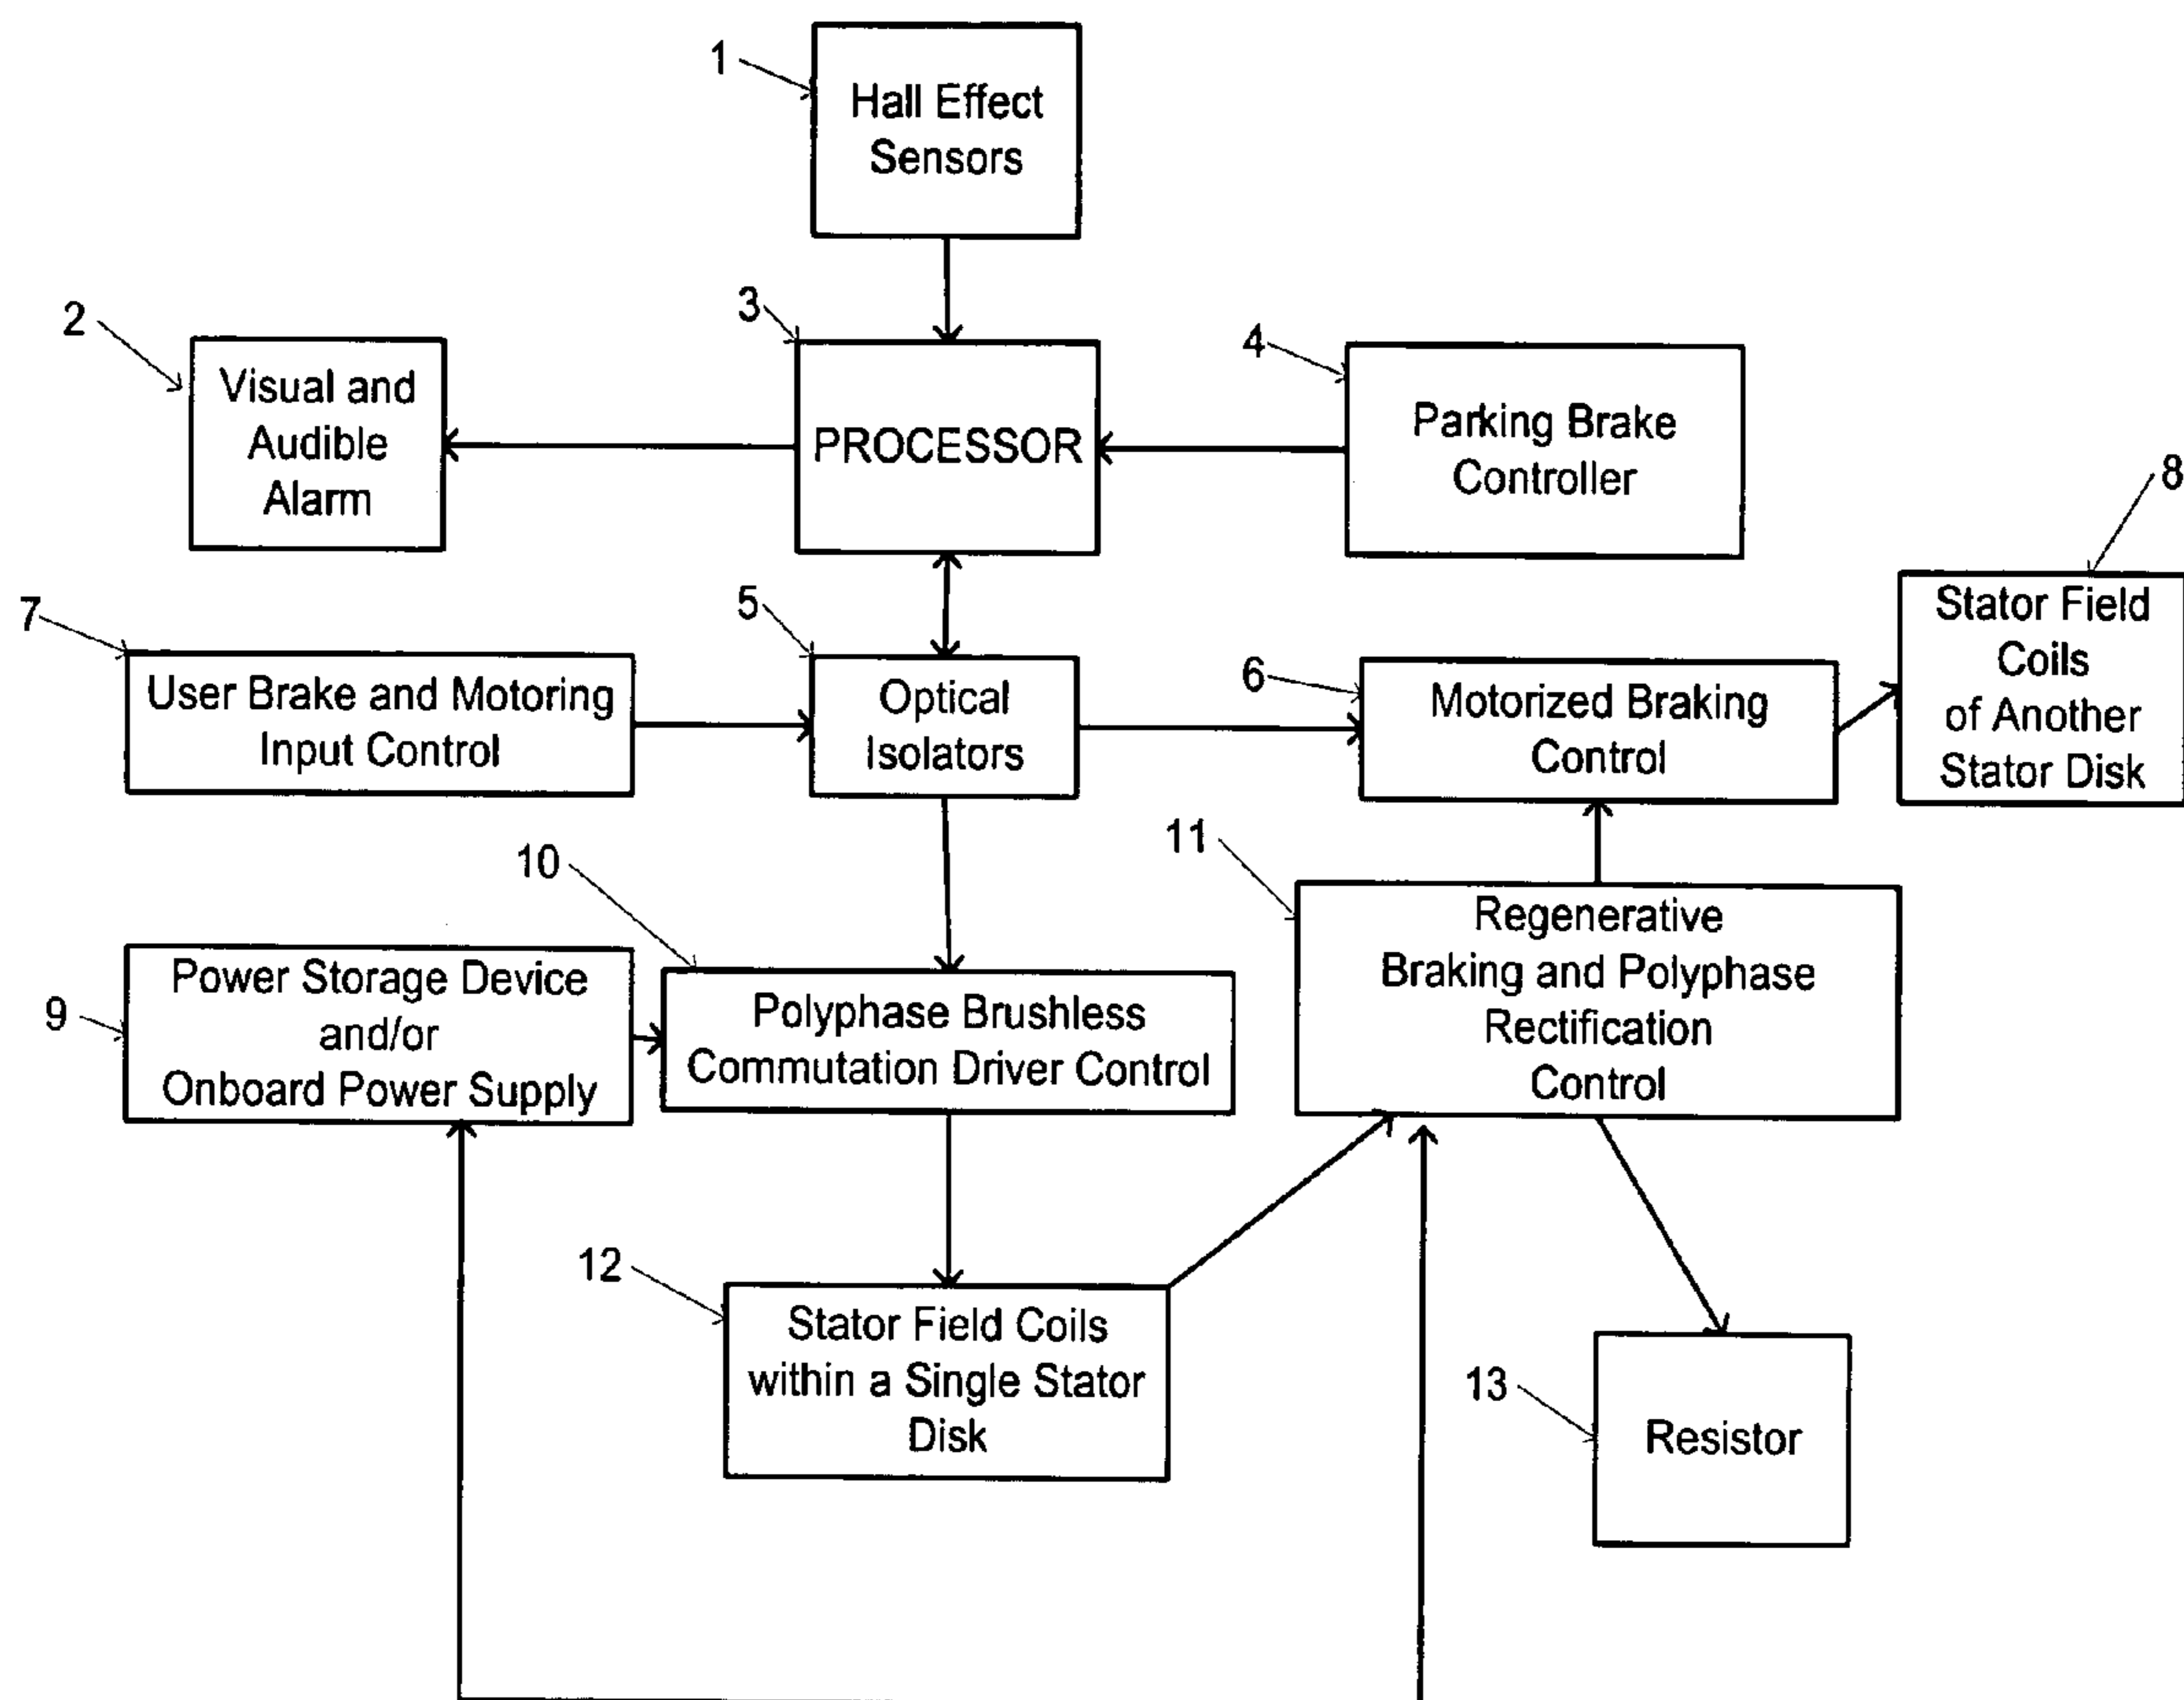 1
Hall Effect
Sensors
2
Visual and
Audible
Alarm
3
PROCESSOR
4
Parking Brake
Controller
7
User Brake and Motoring
Input Control
5
Optical
Isolators
6
Motorized Braking
Control
8
Stator Field
Coils
of Another
Stator Disk
9
Power Storage Device
and/or
Onboard Power Supply
10
Polyphase Brushless
Commutation Driver Control
11
Regenerative
Braking and Polyphase
Rectification
Control
12
Stator Field Coils
within a Single Stator
Disk
13
Resistor